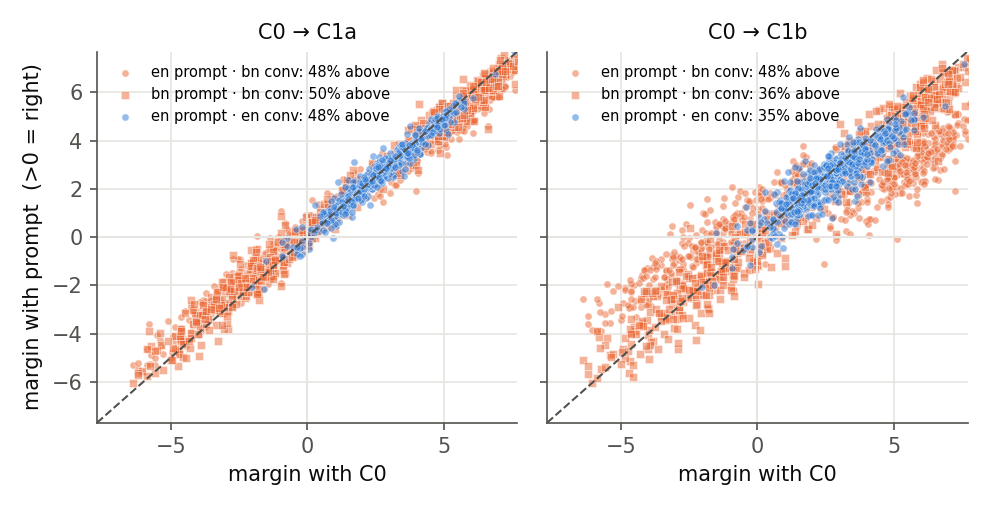 C0 → C1a
C0 → C1b
en prompt · bn conv: 48% above
bn prompt · bn conv: 50% above
en prompt · en conv: 48% above
en prompt · bn conv: 48% above
bn prompt · bn conv: 36% above
en prompt · en conv: 35% above
margin with prompt (>0 = right)
6
4
2
0
−2
−4
−6
−5
0
5
−5
0
5
margin with C0
margin with C0